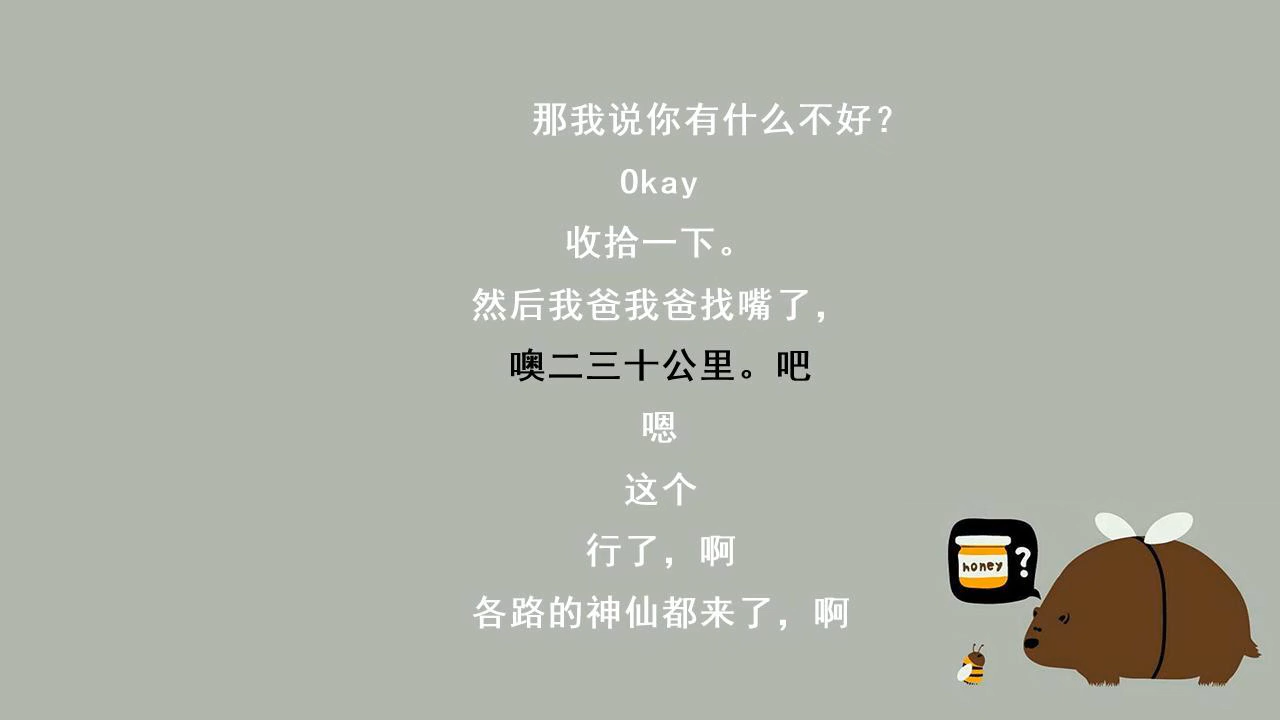 那我说你有什么不好?
Okay
收拾一下。
然后我爸我爸找嘴了,
噢二三十公里。吧
嗯
这个
行了,啊
各路的神仙都来了,啊
honey
?